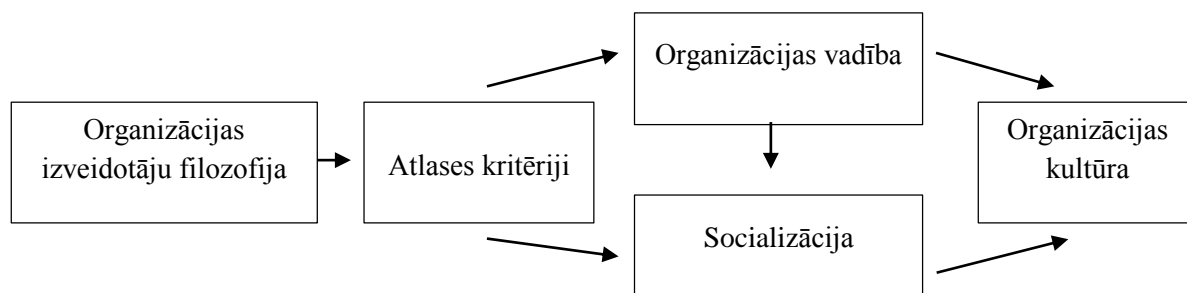 Organizācijas
izveidotāju filozofija
Atlases kritēriji
Organizācijas vadība
Socializācija
Organizācijas
kultūra